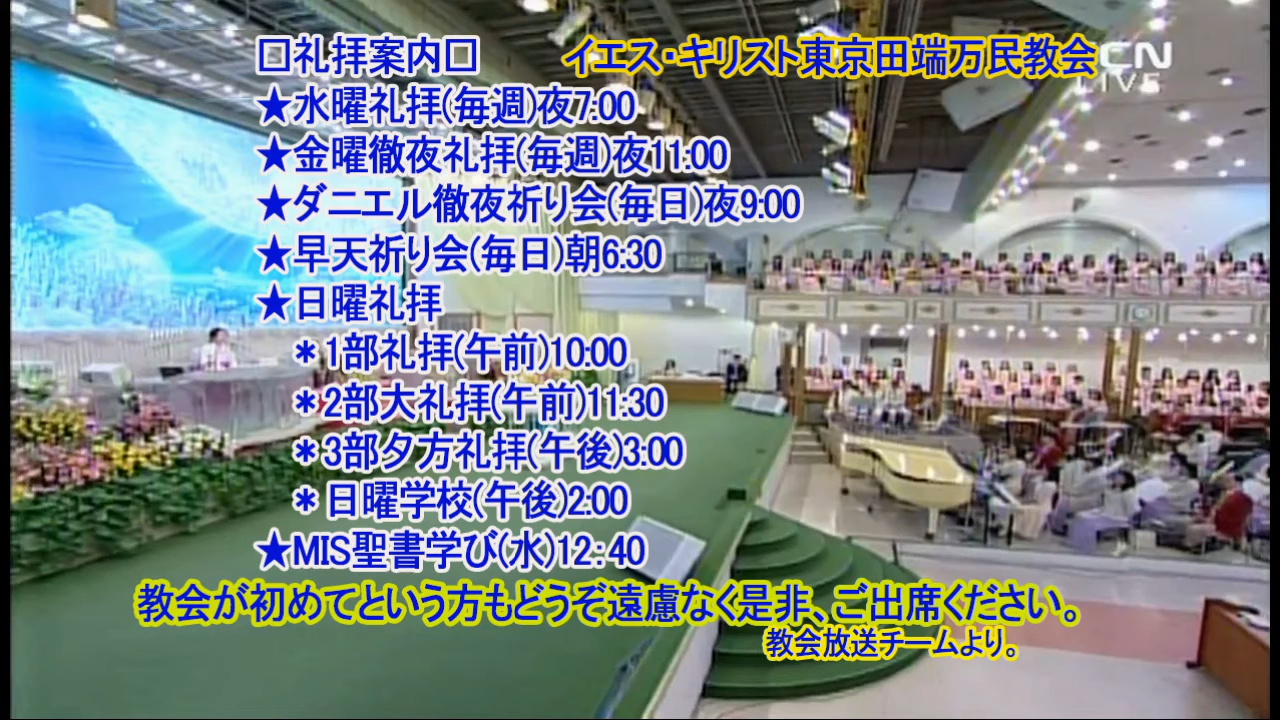 □礼拝案内□ イエス・キリスト東京田端万民教会
CN
LIVE
★水曜礼拝(毎週)夜7:00
★金曜徹夜礼拝(毎週)夜11:00
★ダニエル徹夜祈り会(毎日)夜9:00
★早天祈り会(毎日)朝6:30
★日曜礼拝
＊1部礼拝(午前)10:00
＊2部大礼拝(午前)11:30
＊3部夕方礼拝(午後)3:00
＊日曜学校(午後)2:00
★MIS聖書学び(水)12:40
教会が初めてという方もどうぞ遠慮なく是非、ご出席ください。
教会放送チームより。